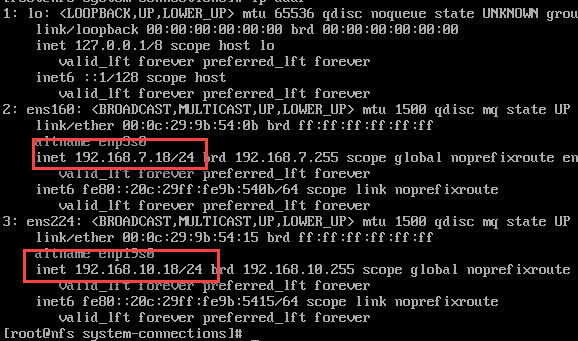 [root@nfs system-connections]# ip addr
1: lo: <LOOPBACK,UP,LOWER_UP> mtu 65536 qdisc noqueue state UNKNOWN grou
link/loopback 00:00:00:00:00:00 brd 00:00:00:00:00:00
inet 127.0.0.1/8 scope host lo
valid_lft forever preferred_lft forever
inet6 ::1/128 scope host
valid_lft forever preferred_lft forever
2: ens160: <BROADCAST,MULTICAST,UP,LOWER_UP> mtu 1500 qdisc mq state UP
link/ether 00:0c:29:9b:54:0b brd ff:ff:ff:ff:ff:ff
altname enp3s0
inet 192.168.7.18/24 brd 192.168.7.255 scope global noprefixroute en
valid_lft forever preferred_lft forever
inet6 fe80::20c:29ff:fe9b:540b/64 scope link noprefixroute
valid_lft forever preferred_lft forever
3: ens224: <BROADCAST,MULTICAST,UP,LOWER_UP> mtu 1500 qdisc mq state UP
link/ether 00:0c:29:9b:54:15 brd ff:ff:ff:ff:ff:ff
altname enp19s0
inet 192.168.10.18/24 brd 192.168.10.255 scope global noprefixroute
valid_lft forever preferred_lft forever
inet6 fe80::20c:29ff:fe9b:5415/64 scope link noprefixroute
valid_lft forever preferred_lft forever
[root@nfs system-connections]# _